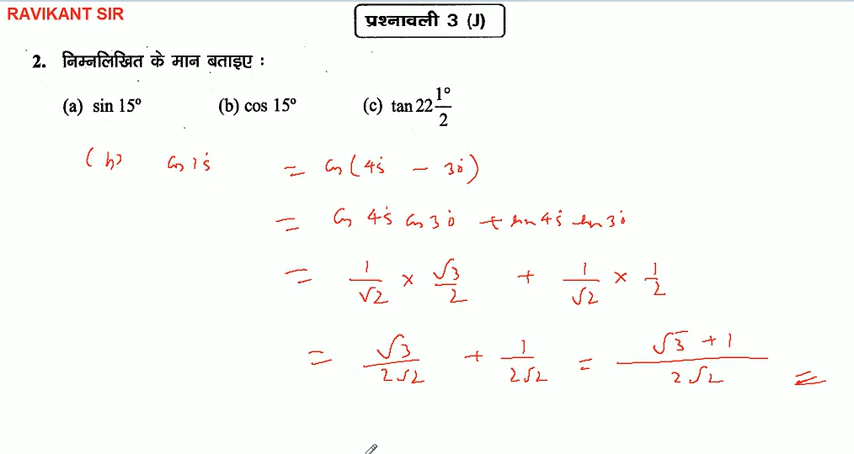 RAVIKANT SIR
प्रश्नावली 3 (J)
2. निम्नलिखित के मान बताइए :
(a) sin 15° (b) cos 15° (c) tan 22 1°/2
(b) cos 15° = cos(45° - 30°)
= cos 45° cos 30° + sin 45° sin 30°
= 1/√2 × √3/2 + 1/√2 × 1/2
= √3/2√2 + 1/2√2 = √3 + 1/2√2